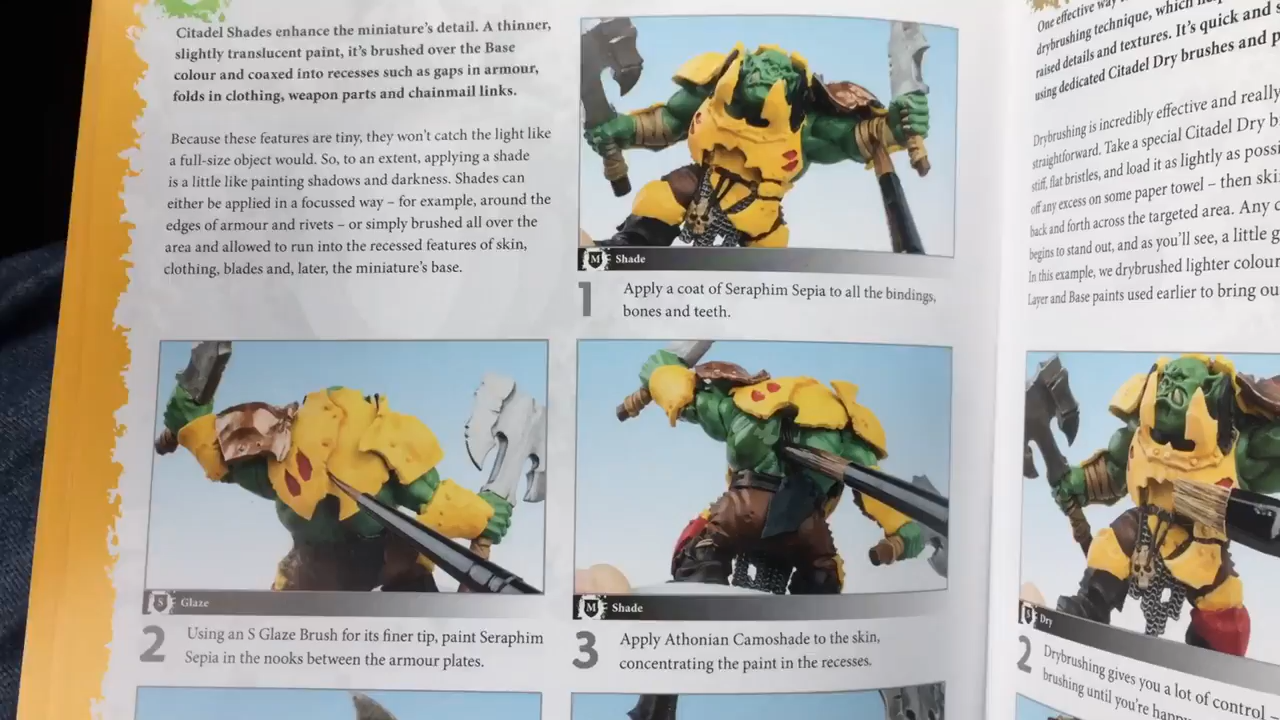 Citadel Shades enhance the miniature's detail. A thinner,
slightly translucent paint, it's brushed over the Base
colour and coaxed into recesses such as gaps in armour,
folds in clothing, weapon parts and chainmail links.
Because these features are tiny, they won't catch the light like
a full-size object would. So, to an extent, applying a shade
is a little like painting shadows and darkness. Shades can
either be applied in a focussed way – for example, around the
edges of armour and rivets – or simply brushed all over the
area and allowed to run into the recessed features of skin,
clothing, blades and, later, the miniature's base.
M Shade
1 Apply a coat of Seraphim Sepia to all the bindings,
bones and teeth.
S Glaze
2 Using an S Glaze Brush for its finer tip, paint Seraphim
Sepia in the nooks between the armour plates.
M Shade
3 Apply Athonian Camoshade to the skin,
concentrating the paint in the recesses.
One effective way
drybrushing technique, which
raised details and textures. It's quick and
using dedicated Citadel Dry brushes and
Drybrushing is incredibly effective and really
straightforward. Take a special Citadel Dry
stiff, flat bristles, and load it as lightly as
off any excess on some paper towel – then
back and forth across the targeted area. Any
begins to stand out, and as you'll see, a little
In this example, we drybrushed lighter
Layer and Base paints used earlier to bring
S Dry
2 Drybrushing gives you a lot of control –
brushing until you're